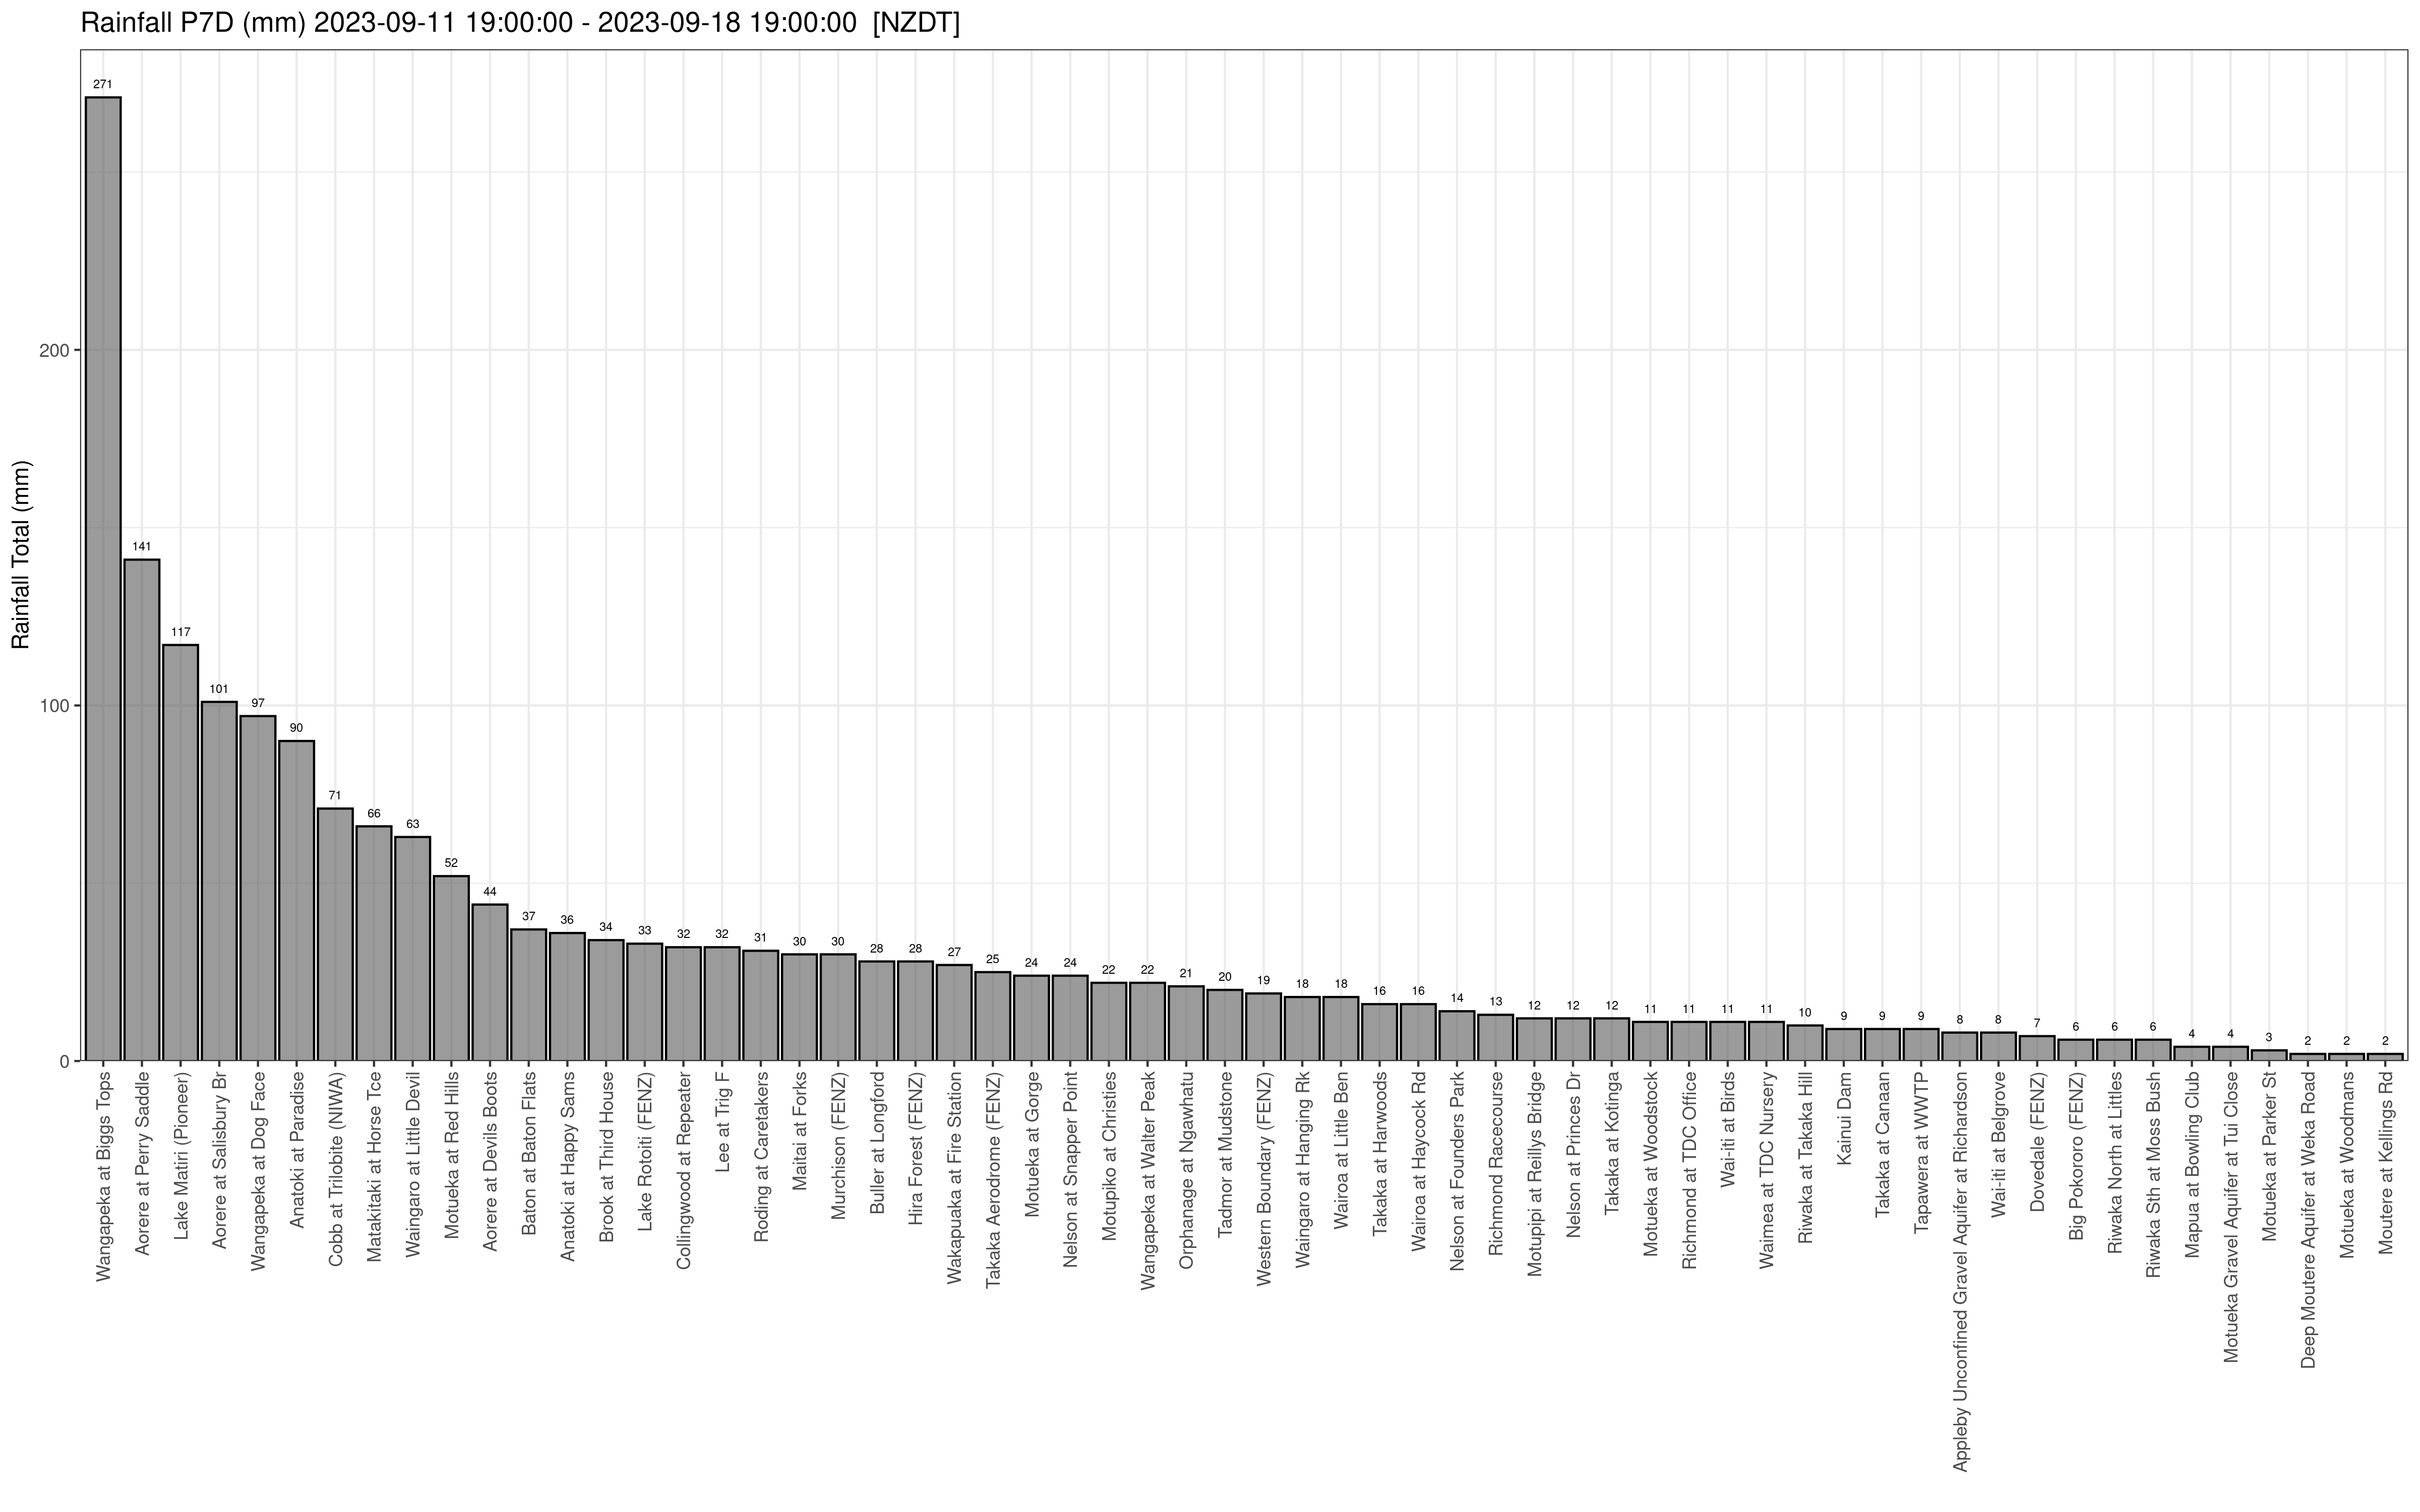 Rainfall P7D (mm) 2023-09-11 19:00:00 - 2023-09-18 19:00:00 [NZDT]
Rainfall Total (mm)
200
100
0
271
141
117
101
97
90
71
66
63
52
44
37
36
34
33
32
32
31
30
30
28
28
27
25
24
24
22
22
21
20
19
18
18
16
16
14
13
12
12
12
11
11
11
11
10
9
9
9
8
8
7
6
6
6
4
4
3
2
2
2
Wangapeka at Biggs Tops
Aorere at Perry Saddle
Lake Matiri (Pioneer)
Aorere at Salisbury Br
Wangapeka at Dog Face
Anatoki at Paradise
Cobb at Trilobite (NIWA)
Matakitaki at Horse Tce
Waingaro at Little Devil
Motueka at Red Hills
Aorere at Devils Boots
Baton at Baton Flats
Anatoki at Happy Sams
Brook at Third House
Lake Rotoiti (FENZ)
Collingwood at Repeater
Lee at Trig F
Roding at Caretakers
Maitai at Forks
Murchison (FENZ)
Buller at Longford
Hira Forest (FENZ)
Wakapuaka at Fire Station
Takaka Aerodrome (FENZ)
Motueka at Gorge
Nelson at Snapper Point
Motupiko at Christies
Wangapeka at Walter Peak
Orphanage at Ngawhatu
Tadmor at Mudstone
Western Boundary (FENZ)
Waingaro at Hanging Rk
Wairoa at Little Ben
Takaka at Harwoods
Wairoa at Haycock Rd
Nelson at Founders Park
Richmond Racecourse
Motupipi at Reillys Bridge
Nelson at Princes Dr
Takaka at Kotinga
Motueka at Woodstock
Richmond at TDC Office
Wai-iti at Birds
Waimea at TDC Nursery
Riwaka at Takaka Hill
Kainui Dam
Takaka at Canaan
Tapawera at WWTP
Appleby Unconfined Gravel Aquifer at Richardson
Wai-iti at Belgrove
Dovedale (FENZ)
Big Pokororo (FENZ)
Riwaka North at Littles
Riwaka Sth at Moss Bush
Mapua at Bowling Club
Motueka Gravel Aquifer at Tui Close
Motueka at Parker St
Deep Moutere Aquifer at Weka Road
Motueka at Woodmans
Moutere at Kellings Rd